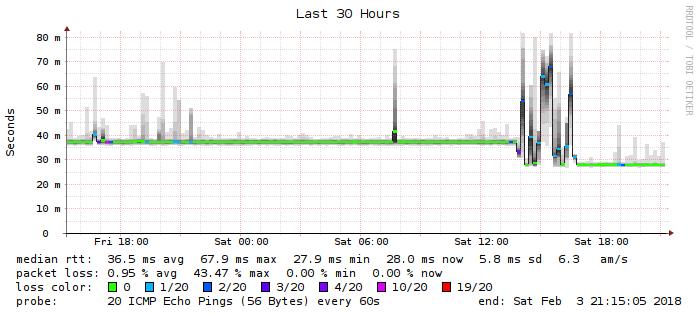 Last 30 Hours
RRDTOOL / TOBI OETIKER
Seconds
80 m
70 m
60 m
50 m
40 m
30 m
20 m
10 m
0
Fri 18:00 Sat 00:00 Sat 06:00 Sat 12:00 Sat 18:00
median rtt: 36.5 ms avg 67.9 ms max 27.9 ms min 28.0 ms now 5.8 ms sd 6.3 am/s
packet loss: 0.95 % avg 43.47 % max 0.00 % min 0.00 % now
loss color: 0 1/20 2/20 3/20 4/20 10/20 19/20
probe: 20 ICMP Echo Pings (56 Bytes) every 60s end: Sat Feb 3 21:15:05 2018